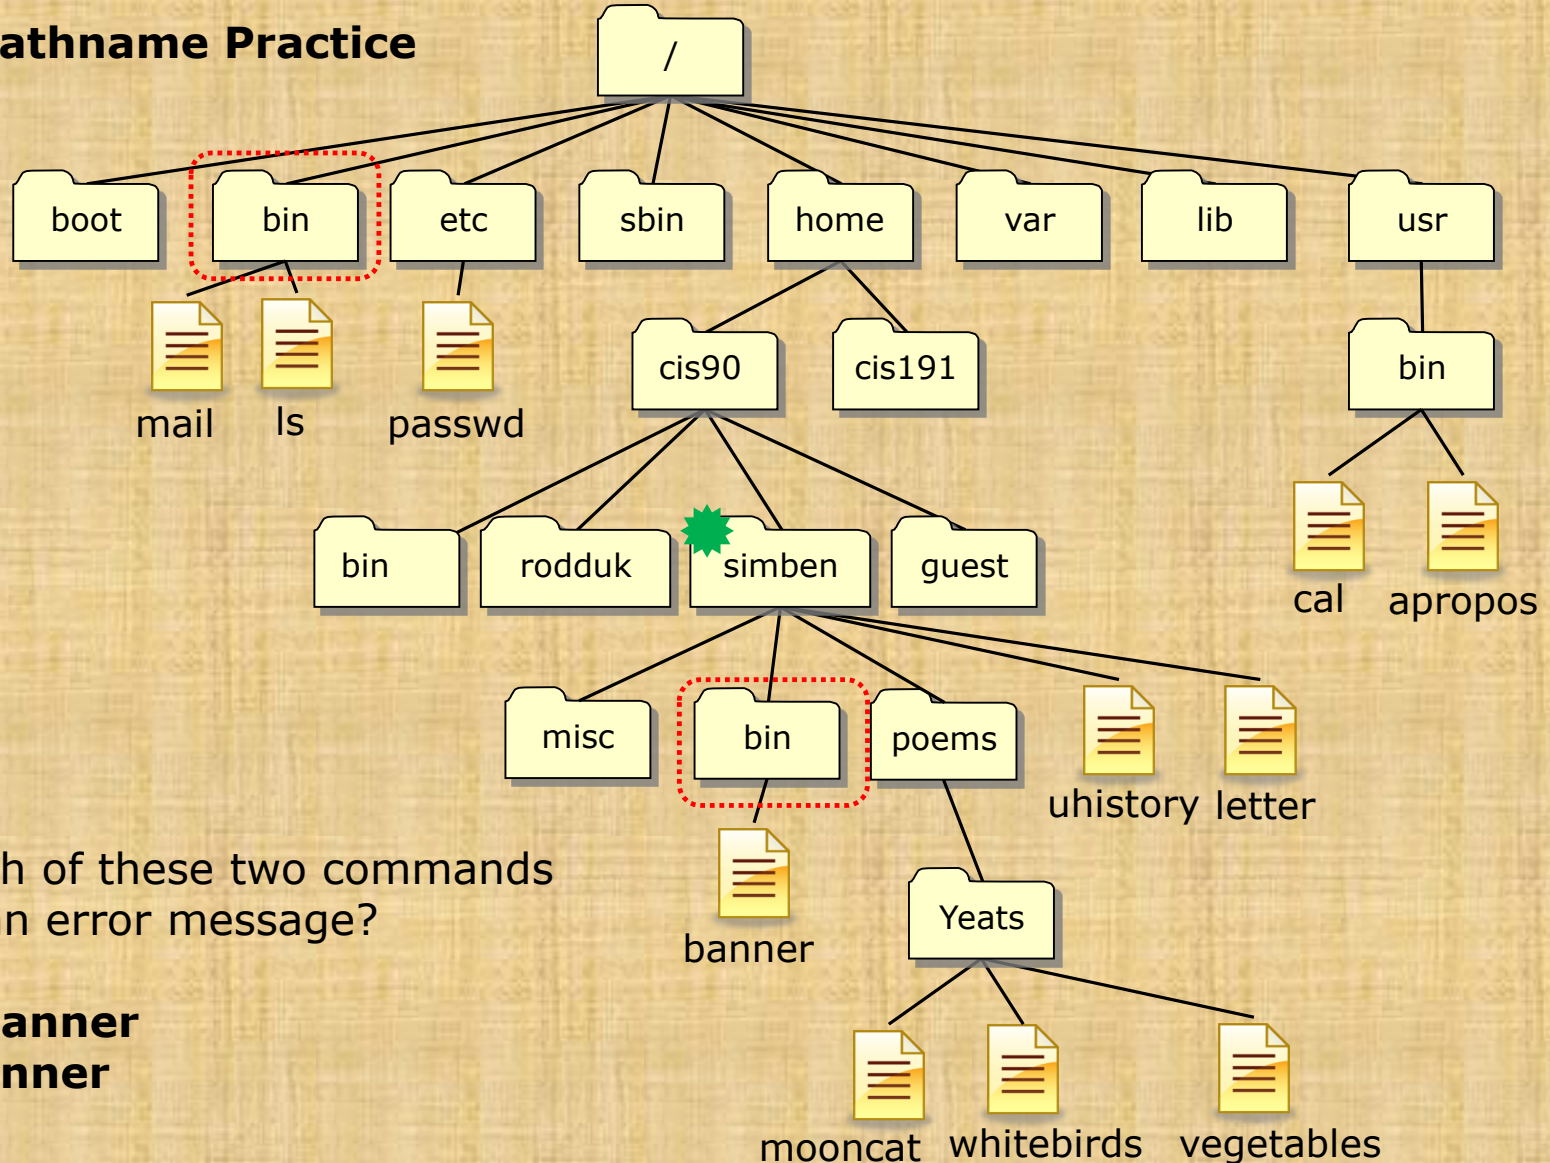 athname Practice
/
boot bin etc sbin home var lib usr
mail ls passwd cis90 cis191 bin
bin rodduk simben guest
cal apropos
misc bin poems
uhistory letter
h of these two commands
n error message?
banner
Yeats
anner
nner
mooncat whitebirds vegetables